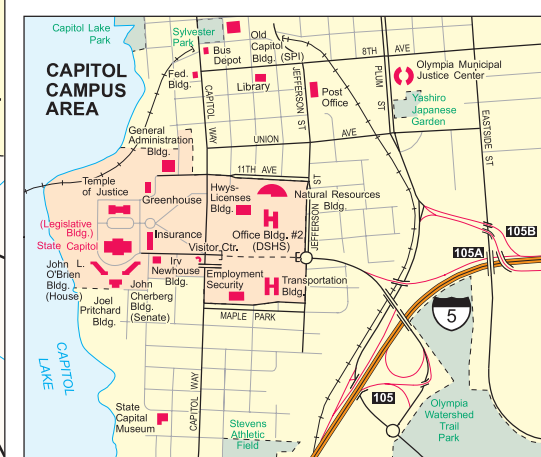 Capitol Lake
Park
Sylvester
Park
Old
Capitol
Bldg. (SPI)
Bus
Depot
8TH AVE
Olympia Municipal
Justice Center
CAPITOL
CAMPUS
AREA
Fed.
Bldg.
Library
JEFFERSON ST
PLUM ST
Post
Office
Yashiro
Japanese
Garden
CAPITOL WAY
EASTSIDE ST
General
Administration
Bldg.
UNION AVE
11TH AVE
Temple
of Justice
Greenhouse
Hwys-
Licenses
Bldg.
Natural Resources
Bldg.
JEFFERSON ST
(Legislative
Bldg.)
State Capitol
Insurance
Office Bldg. #2
(DSHS)
Visitor Ctr.
105B
105A
John L.
O'Brien
Bldg.
(House)
Irv
Newhouse
Bldg.
Employment
Security
Transportation
Bldg.
John
Cherberg
Bldg.
(Senate)
Joel
Pritchard
Bldg.
MAPLE PARK
5
CAPITOL
LAKE
CAPITOL WAY
105
State
Capital
Museum
Stevens
Athletic
Field
Olympia
Watershed
Trail
Park